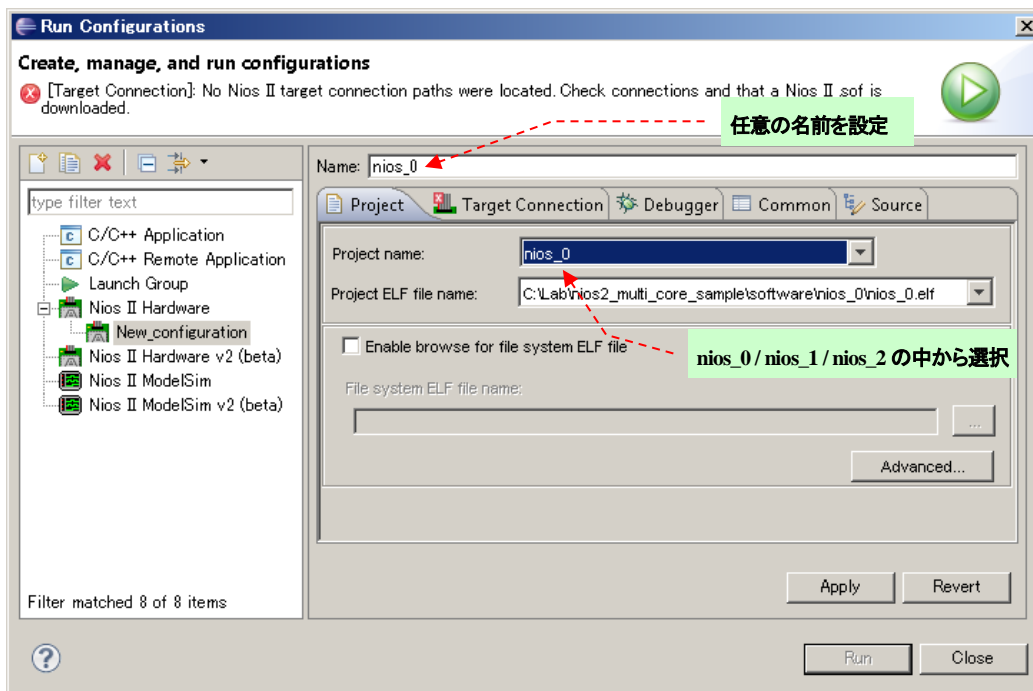 Run Configurations
Create, manage, and run configurations
[Target Connection]: No Nios II target connection paths were located. Check connections and that a Nios II .sof is
downloaded.
任意の名前を設定
Name: nios_0
type filter text
Project
Target Connection
Debugger
Common
Source
C/C++ Application
C/C++ Remote Application
Launch Group
Nios II Hardware
New_configuration
Nios II Hardware v2 (beta)
Nios II ModelSim
Nios II ModelSim v2 (beta)
Project name: nios_0
Project ELF file name: C:\Lab\nios2_multi_core_sample\software\nios_0\nios_0.elf
Enable browse for file system ELF file
nios_0 / nios_1 / nios_2 の中から選択
File system ELF file name:
...
Advanced...
Apply
Revert
Filter matched 8 of 8 items
Run
Close